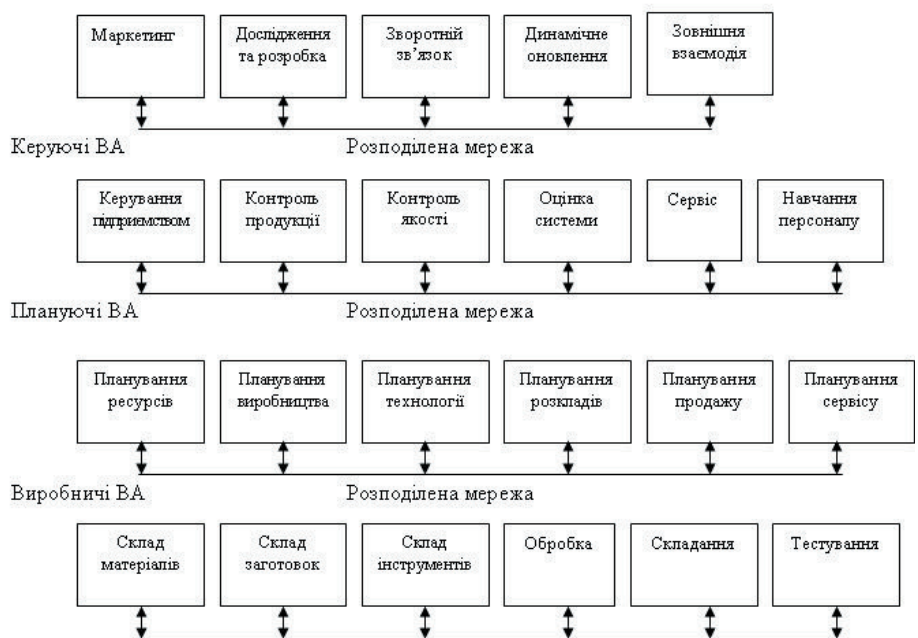 Маркетинг
Дослідження
та розробка
Зворотній
зв’язок
Динамічне
оновлення
Зовнішня
взаємодія
Керуючі ВА
Розподілена мережа
Керування
підприємством
Контроль
продукції
Контроль
якості
Оцінка
системи
Сервіс
Навчання
персоналу
Плануючі ВА
Розподілена мережа
Планування
ресурсів
Планування
виробництва
Планування
технології
Планування
розкладів
Планування
продажу
Планування
сервісу
Виробничі ВА
Розподілена мережа
Склад
матеріалів
Склад
заготовок
Склад
інструментів
Обробка
Складання
Тестування